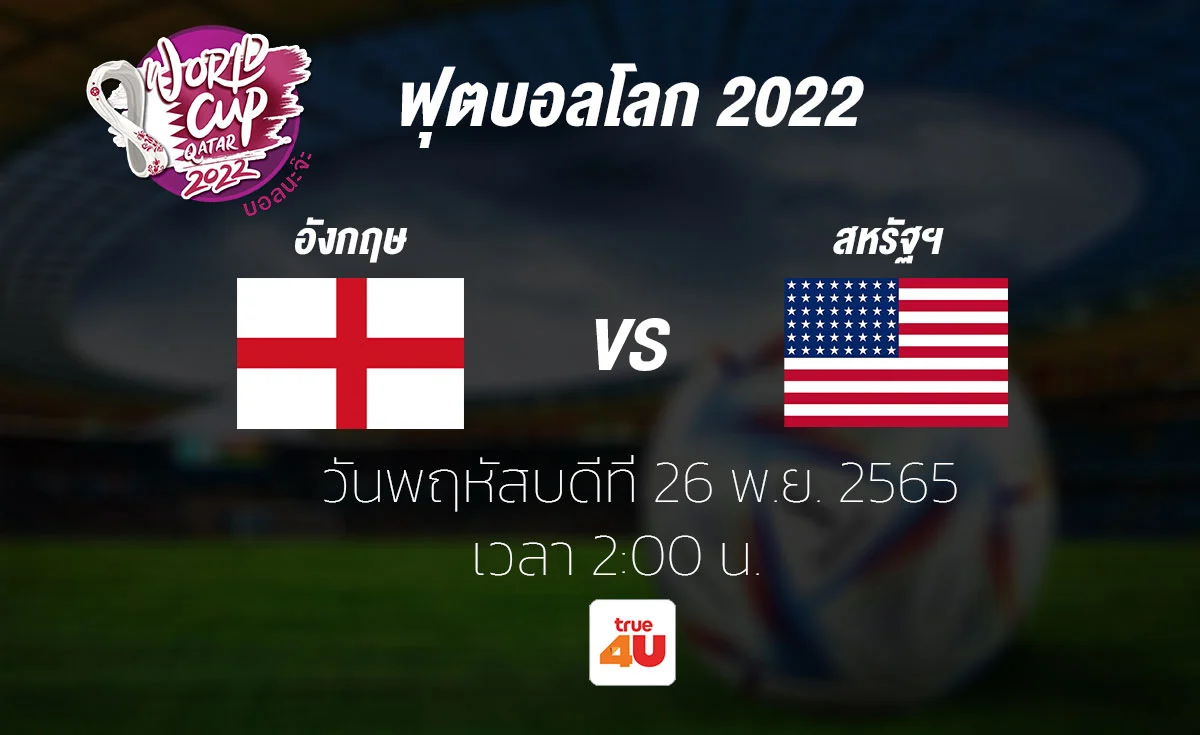 WORLD
CUP
QATAR
2022
บอลนะจ๊ะ
ฟุตบอลโลก 2022
อังกฤษ
สหรัฐฯ
VS
วันพฤหัสบดีที่ 26 พ.ย. 2565
เวลา 2:00 น.
true
4U